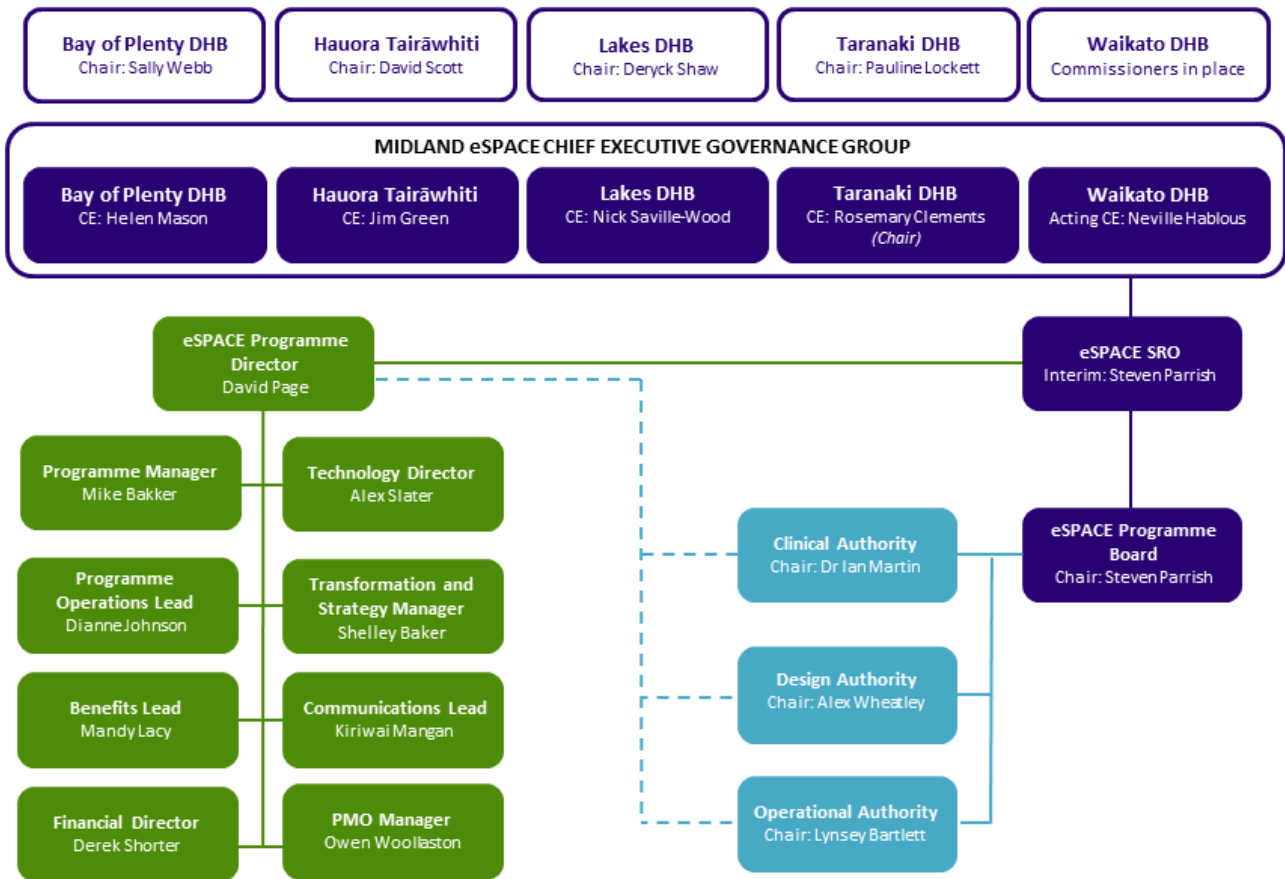 Bay of Plenty DHB
Chair: Sally Webb
Hauora Tairāwhiti
Chair: David Scott
Lakes DHB
Chair: Deryck Shaw
Taranaki DHB
Chair: Pauline Lockett
Waikato DHB
Commissioners in place
MIDLAND eSPACE CHIEF EXECUTIVE GOVERNANCE GROUP
Bay of Plenty DHB
CE: Helen Mason
Hauora Tairāwhiti
CE: Jim Green
Lakes DHB
CE: Nick Saville-Wood
Taranaki DHB
CE: Rosemary Clements
(Chair)
Waikato DHB
Acting CE: Neville Hablous
eSPACE Programme
Director
David Page
eSPACE SRO
Interim: Steven Parrish
Programme Manager
Mike Bakker
Technology Director
Alex Slater
Clinical Authority
Chair: Dr Ian Martin
eSPACE Programme
Board
Chair: Steven Parrish
Programme
Operations Lead
Dianne Johnson
Transformation and
Strategy Manager
Shelley Baker
Design Authority
Chair: Alex Wheatley
Benefits Lead
Mandy Lacy
Communications Lead
Kiriwai Mangan
Financial Director
Derek Shorter
PMO Manager
Owen Woollaston
Operational Authority
Chair: Lynsey Bartlett